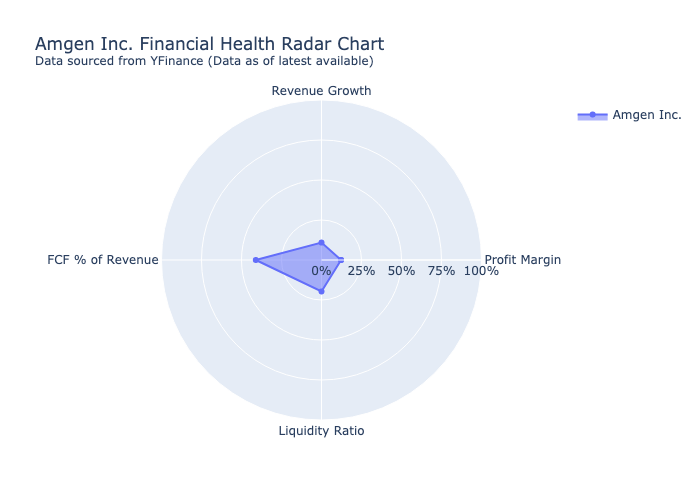 Amgen Inc. Financial Health Radar Chart
Data sourced from YFinance (Data as of latest available)
Revenue Growth
Amgen Inc.
FCF % of Revenue
Profit Margin
0% 25% 50% 75% 100%
Liquidity Ratio